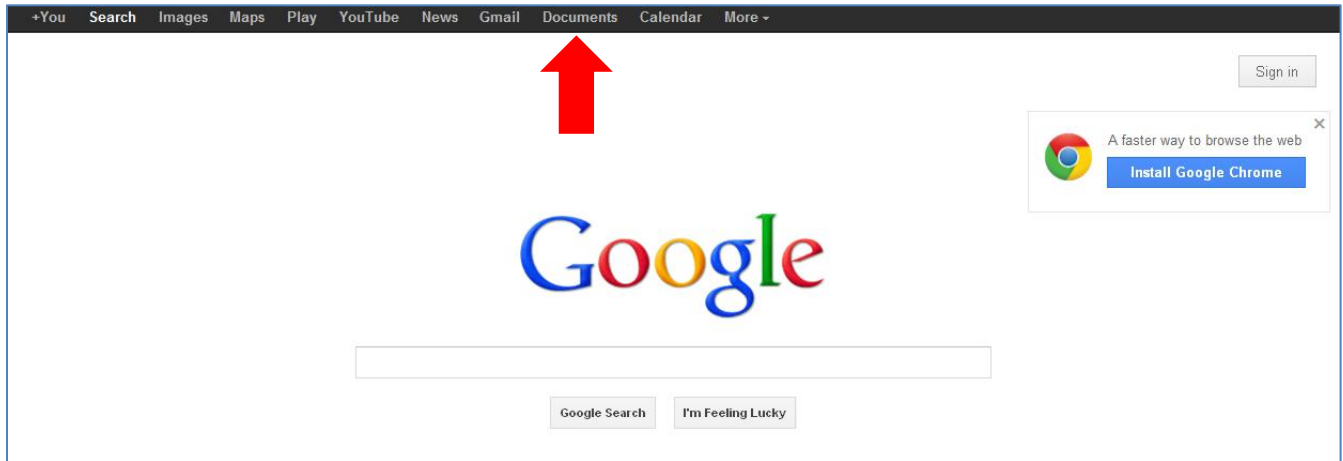 +You Search Images Maps Play YouTube News Gmail Documents Calendar More
Sign in
A faster way to browse the web
Install Google Chrome
Google
Google Search I'm Feeling Lucky